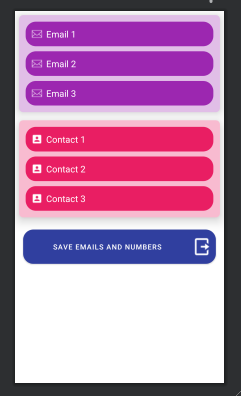 Email 1
Email 2
Email 3
Contact 1
Contact 2
Contact 3
SAVE EMAILS AND NUMBERS